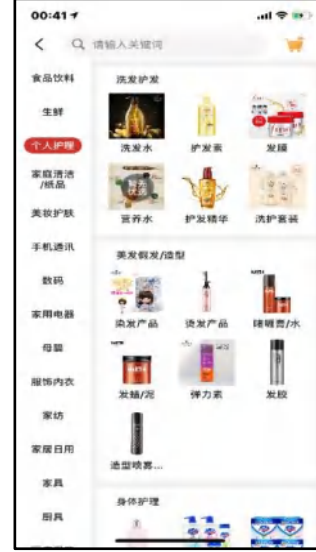 00:41
请输入关键词
食品饮料
生鲜
个人护理
家庭清洁
/纸品
美妆护肤
手机通讯
数码
家用电器
母婴
服饰内衣
家纺
家居日用
家具
厨具
洗发护发
洗发水
护发素
发膜
营养水
护发精华
洗护套装
美发假发/造型
染发产品
烫发产品
啫喱膏/水
发蜡/泥
弹力素
发胶
造型喷雾...
身体护理